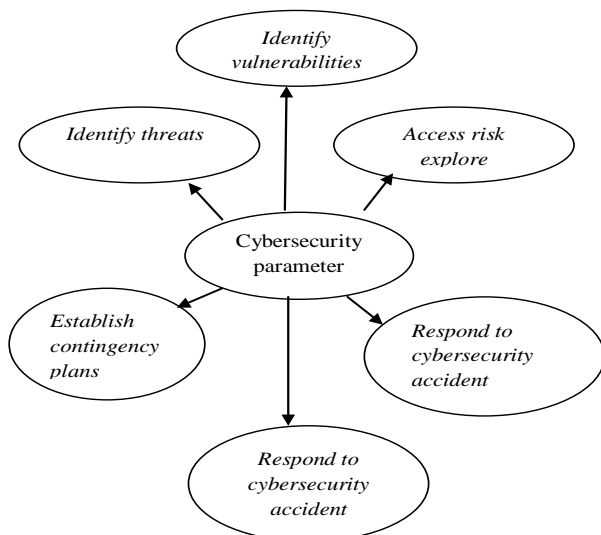 Identify
vulnerabilities
Identify threats
Access risk
explore
Cybersecurity
parameter
Establish
contingency
plans
Respond to
cybersecurity
accident
Respond to
cybersecurity
accident